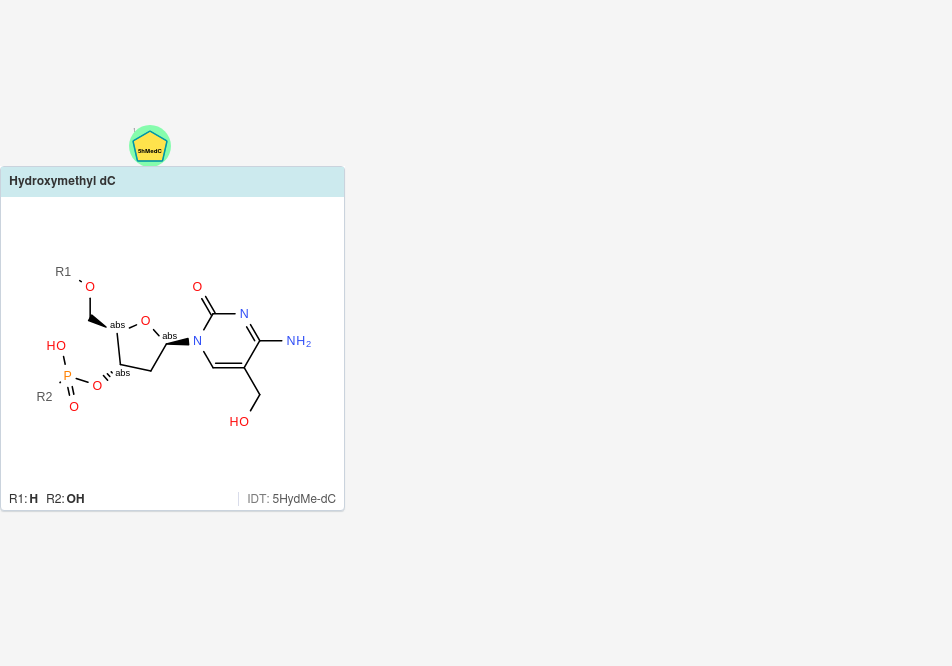 5hMedC
Hydroxymethyl dC
R1
O
O
N
abs
O
abs
N
NH2
HO
abs
P
O
R2
O
HO
R1: H R2: OH
IDT: 5HydMe-dC